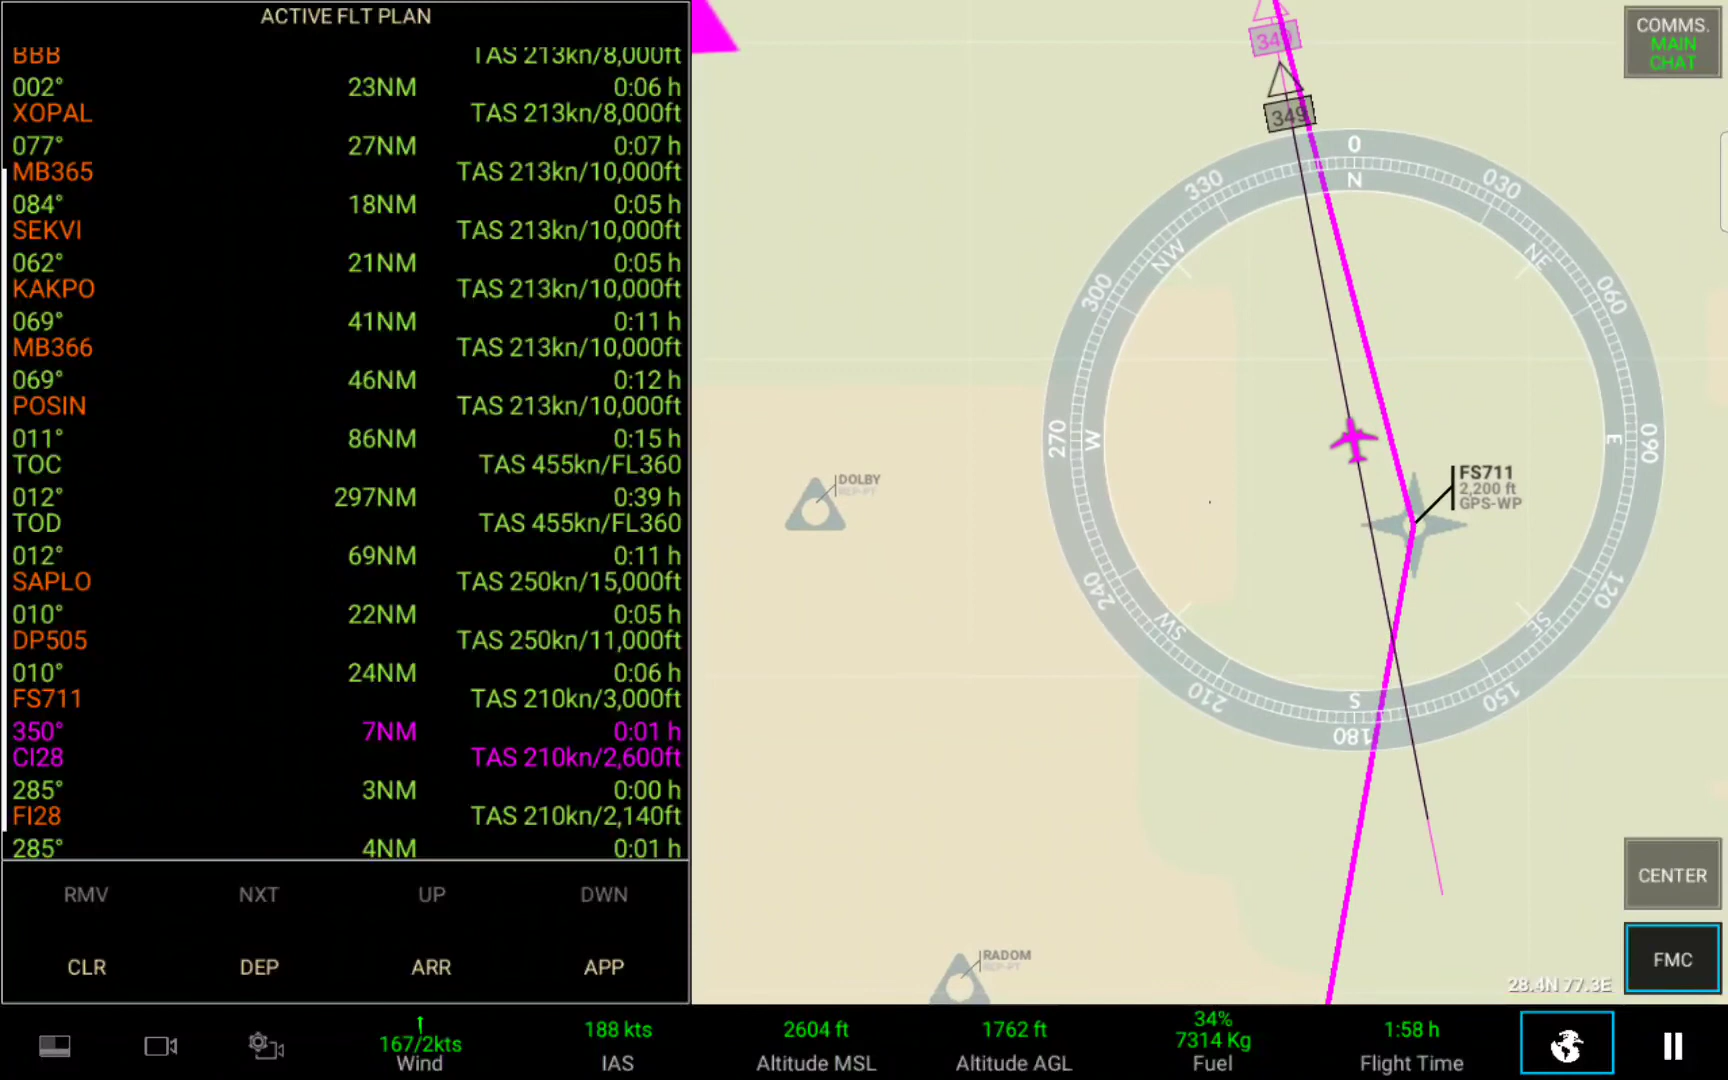 ACTIVE FLT PLAN
BBB TAS 213kn/8,000ft
002° 23NM 0:06 h
XOPAL TAS 213kn/8,000ft
077° 27NM 0:07 h
MB365 TAS 213kn/10,000ft
084° 18NM 0:05 h
SEKVI TAS 213kn/10,000ft
062° 21NM 0:05 h
KAKPO TAS 213kn/10,000ft
069° 41NM 0:11 h
MB366 TAS 213kn/10,000ft
069° 46NM 0:12 h
POSIN TAS 213kn/10,000ft
011° 86NM 0:15 h
TOC TAS 455kn/FL360
012° 297NM 0:39 h
TOD TAS 455kn/FL360
012° 69NM 0:11 h
SAPLO TAS 250kn/15,000ft
010° 22NM 0:05 h
DP505 TAS 250kn/11,000ft
010° 24NM 0:06 h
FS711 TAS 210kn/3,000ft
350° 7NM 0:01 h
CI28 TAS 210kn/2,600ft
285° 3NM 0:00 h
FI28 TAS 210kn/2,140ft
285° 4NM 0:01 h
RMV NXT UP DWN
CLR DEP ARR APP
349
349
COMMS.
MAIN
CHAT
0
N
330
030
NW
NE
300
060
270
W
E
090
240
120
SW
SE
210
150
S
180
DOLBY
REP-PT
FS711
2,200 ft
GPS-WP
RADOM
REP-PT
CENTER
FMC
28.4N 77.3E
167/2kts
Wind
188 kts
IAS
2604 ft
Altitude MSL
1762 ft
Altitude AGL
34%
7314 Kg
Fuel
1:58 h
Flight Time